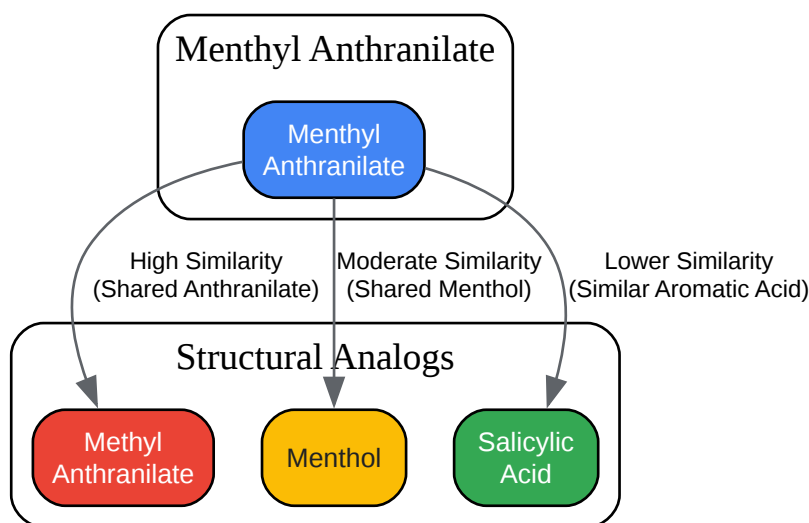 Menthyl Anthranilate
Menthyl
Anthranilate
High Similarity
(Shared Anthranilate)
Moderate Similarity
(Shared Menthol)
Lower Similarity
(Similar Aromatic Acid)
Structural Analogs
Methyl
Anthranilate
Menthol
Salicylic
Acid